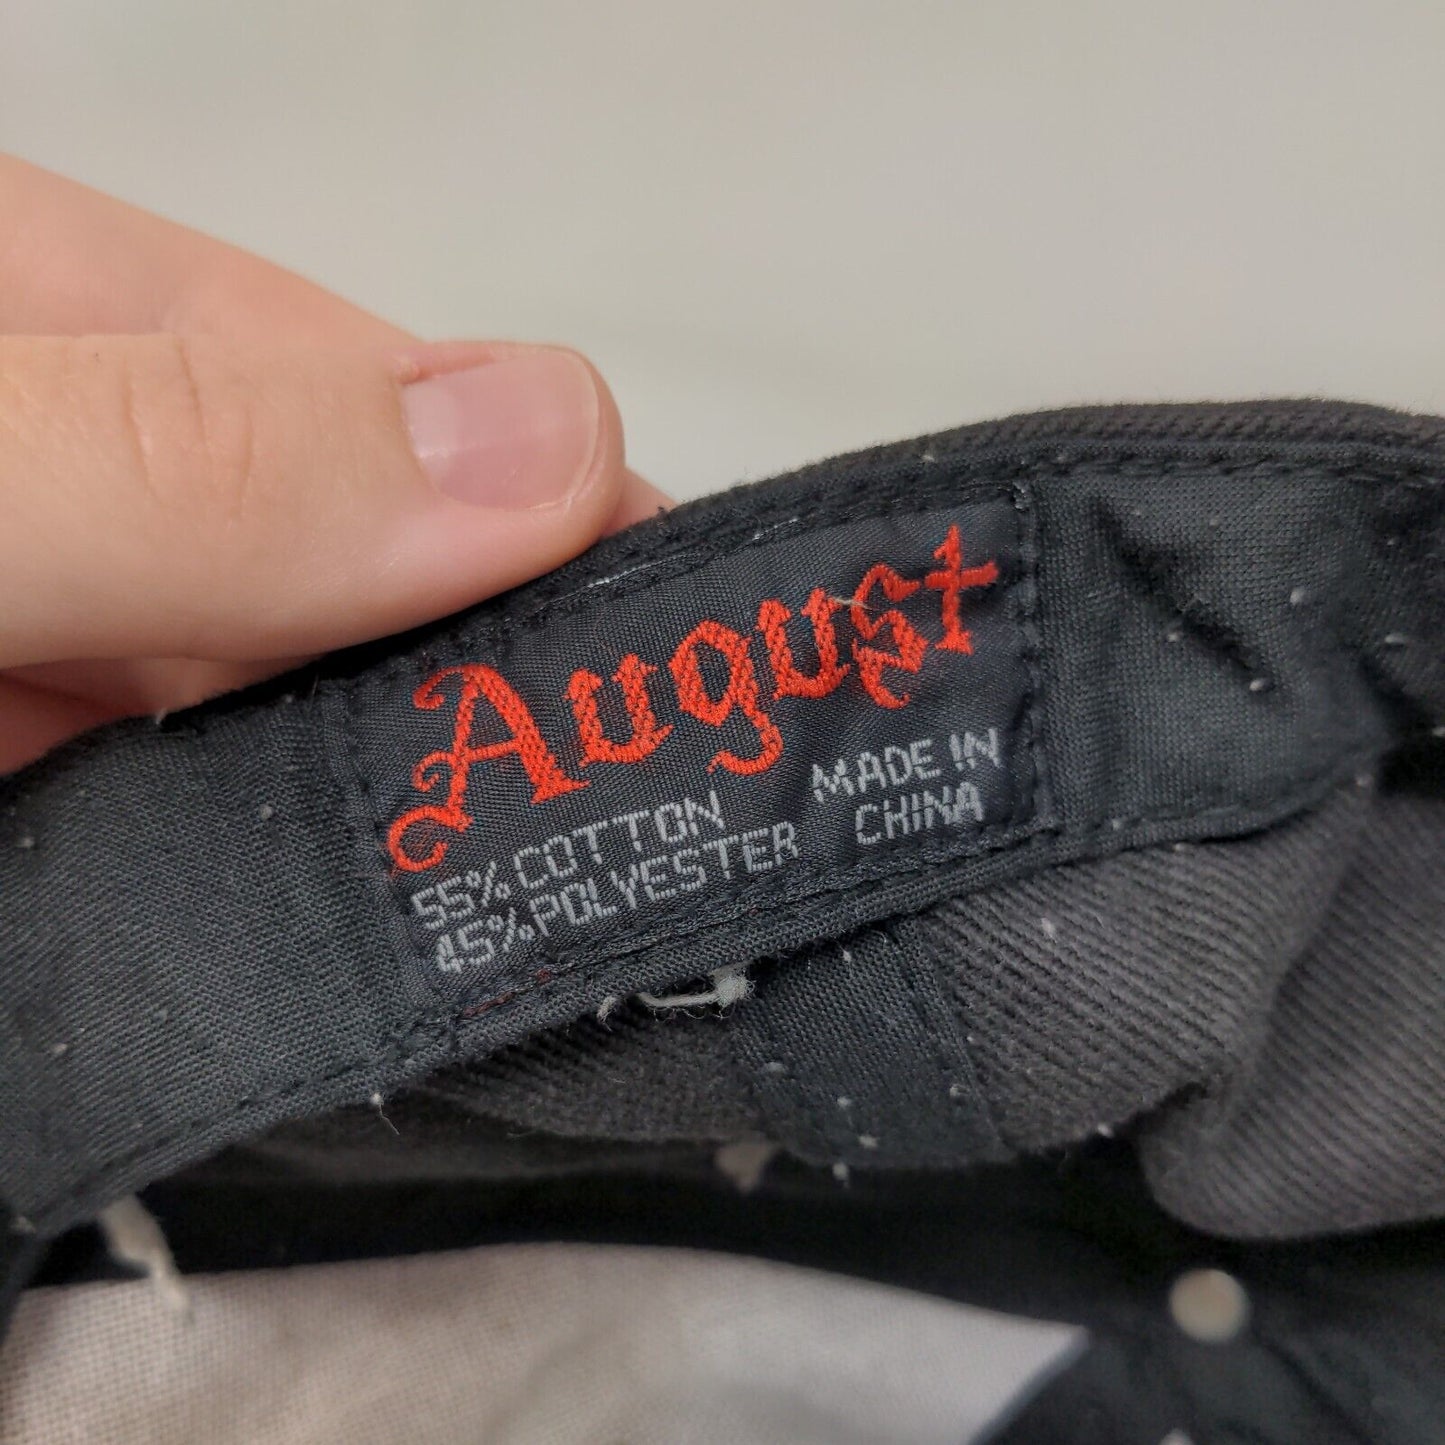 August
55% COTTON
45% POLYESTER
MADE IN
CHINA